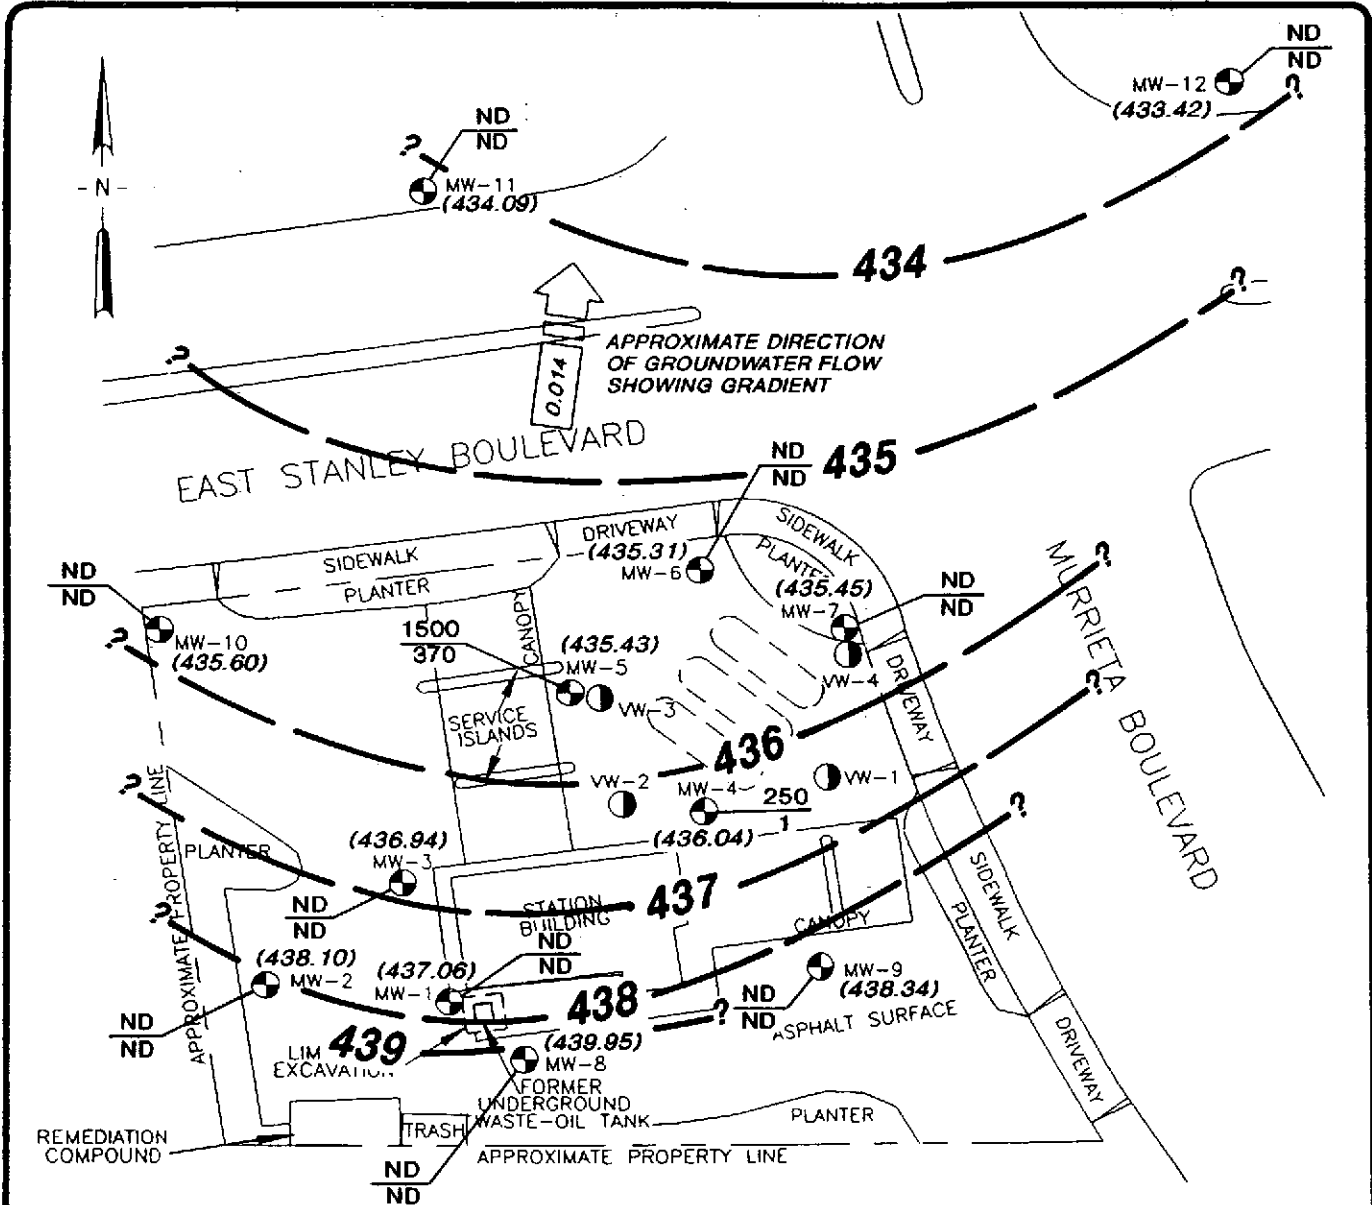 ND
ND
MW-12
(433.42)
?
ND
ND
?
- N -
MW-11
(434.09)
434
?
?
APPROXIMATE DIRECTION
OF GROUNDWATER FLOW
SHOWING GRADIENT
0.014
EAST STANLEY BOULEVARD
ND
ND
435
SIDEWALK
DRIVEWAY
(435.31)
MW-6
SIDEWALK
PLANTER
PLANTER
(435.45)
MW-7
ND
ND
?
MURRIETA BOULEVARD
ND
ND
MW-10
(435.60)
?
1500
370
CANOPY
(435.43)
MW-5
VW-3
VW-4
DRIVEWAY
?
SERVICE
ISLANDS
436
VW-2
MW-4
VW-1
250
1
(436.04)
?
?
APPROXIMATE PROPERTY LINE
PLANTER
(436.94)
MW-3
ND
ND
437
STATION
BUILDING
CANOPY
SIDEWALK
PLANTER
?
(438.10)
MW-2
(437.06)
MW-1
ND
ND
438
MW-9
(438.34)
ND
ND
?
ASPHALT SURFACE
ND
ND
LIM
EXCAVATION
439
(439.95)
MW-8
FORMER
UNDERGROUND
WASTE-OIL TANK
DRIVEWAY
PLANTER
REMEDIATION
COMPOUND
TRASH
APPROXIMATE PROPERTY LINE
ND
ND